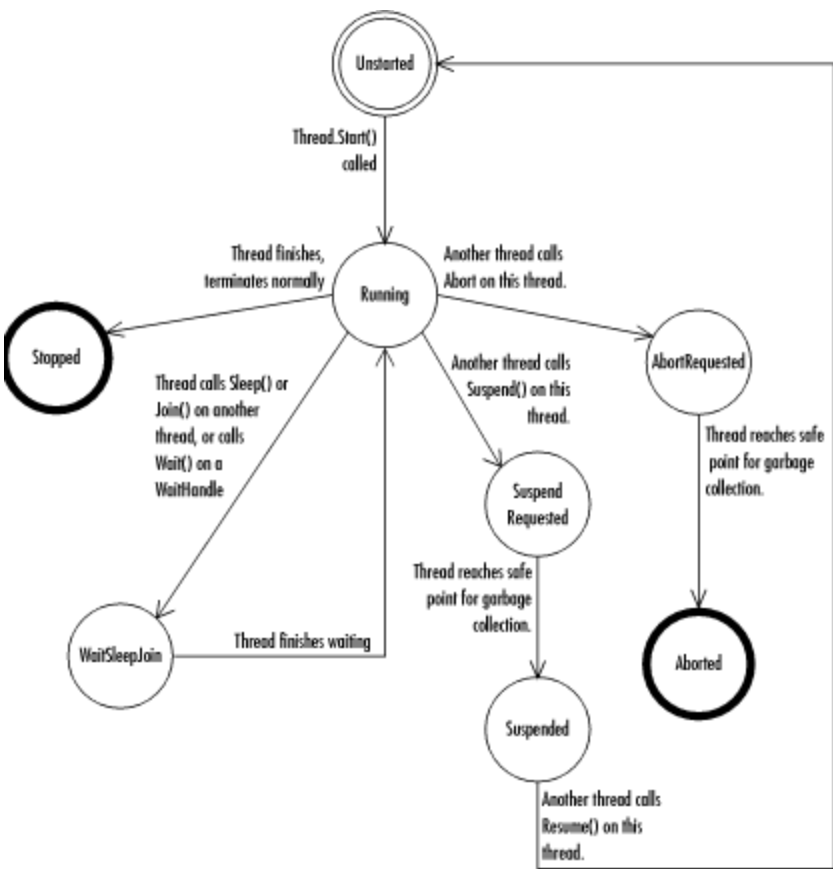 Unstarted
Thread.Start()
called
Thread finishes,
terminates normally
Another thread calls
Abort on this thread.
Running
Stopped
AbortRequested
Thread calls Sleep() or
Join() on another
thread, or calls
Wait() on a
WaitHandle
Another thread calls
Suspend() on this
thread.
Thread reaches safe
point for garbage
collection.
Suspend
Requested
Thread reaches safe
point for garbage
collection.
Thread finishes waiting
WaitSleepJoin
Aborted
Suspended
Another thread calls
Resume() on this
thread.